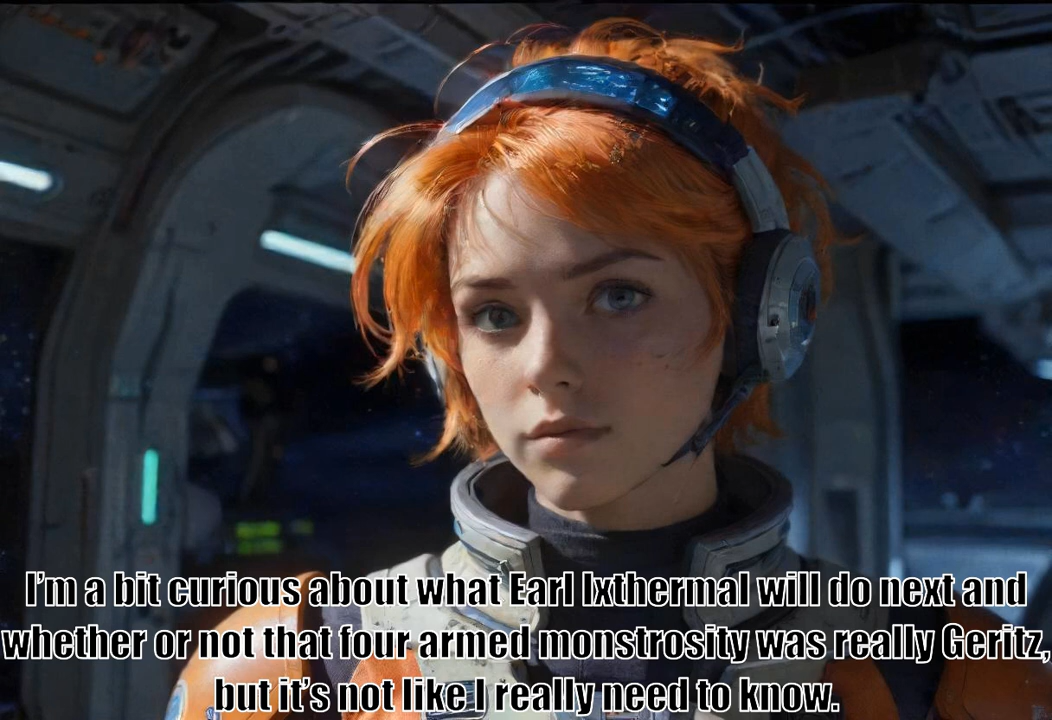 I’m a bit curious about what Earl Ixthermal will do next and
whether or not that four armed monstrosity was really Geritz,
but it’s not like I really need to know.